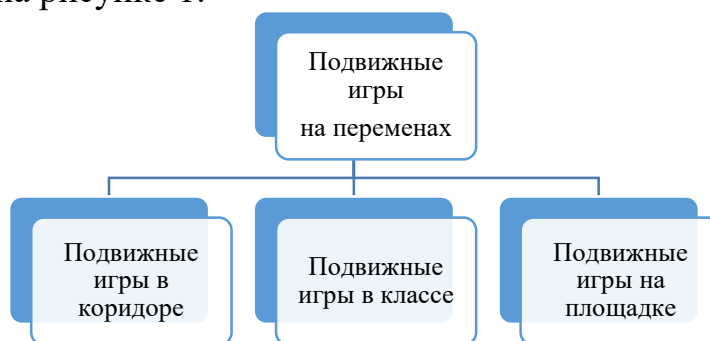 на рисунке 1.
Подвижные
игры
на переменах
Подвижные
игры в
коридоре
Подвижные
игры в классе
Подвижные
игры на
площадке